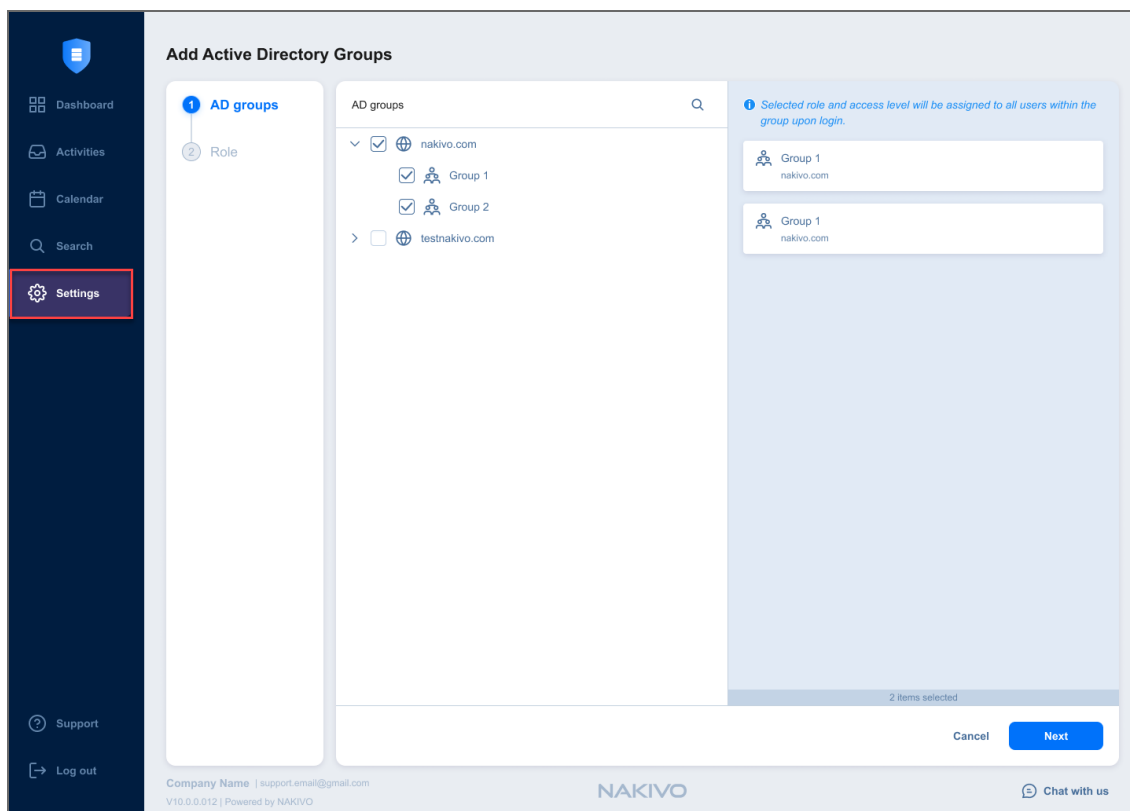 Add Active Directory Groups
Dashboard
Activities
Calendar
Search
Settings
Support
Log out
1 AD groups
2 Role
AD groups
nakivo.com
Group 1
Group 2
testnakivo.com
Selected role and access level will be assigned to all users within the
group upon login.
Group 1
nakivo.com
Group 1
nakivo.com
2 items selected
Cancel
Next
Company Name | support.email@gmail.com
V10.0.0.012 | Powered by NAKIVO
NAKIVO
Chat with us